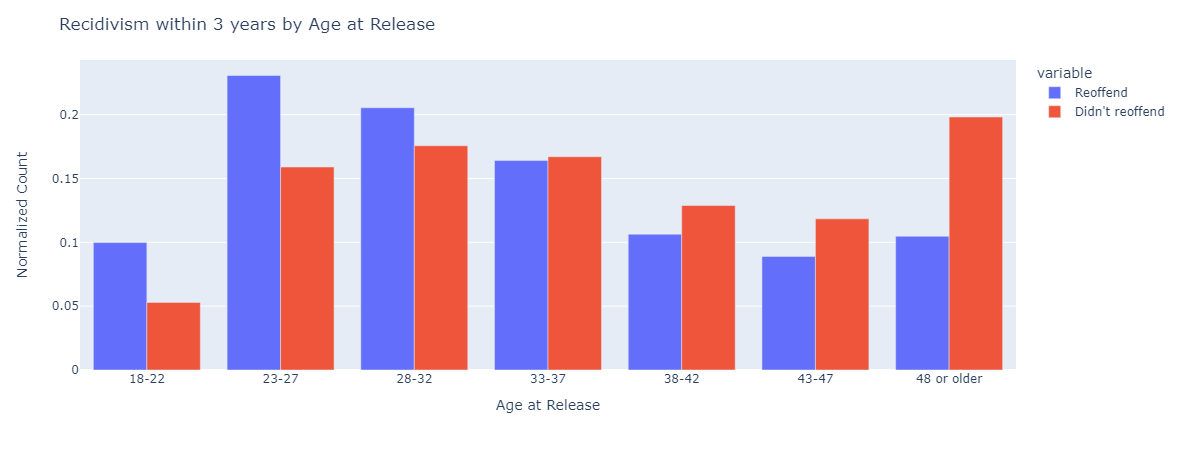 Recidivism within 3 years by Age at Release
variable
Reoffend
Didn't reoffend
Normalized Count
0.2
0.15
0.1
0.05
0
18-22
23-27
28-32
33-37
38-42
43-47
48 or older
Age at Release